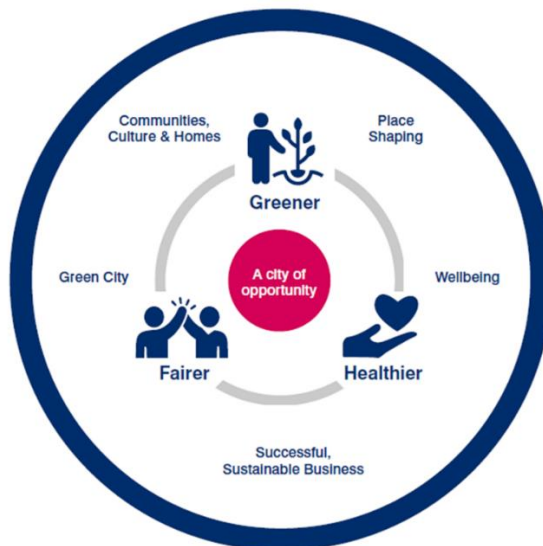 Communities,
Culture & Homes
Place
Shaping
Greener
Green City
A city of
opportunity
Wellbeing
Fairer
Healthier
Successful,
Sustainable Business